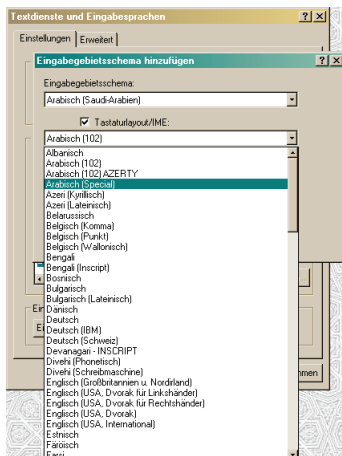 Textdienste und Eingabesprachen
Einstellungen Erweitert
Eingabegebietsschema hinzufügen
Eingabegebietsschema:
Arabisch (Saudi-Arabien)
Tastaturlayout/IME:
Arabisch (102)
Albanisch
Arabisch (102)
Arabisch (102) AZERTY
Arabisch (Special)
Azeri (Kyrillisch)
Azeri (Lateinisch)
Belarussisch
Belgisch (Komma)
Belgisch (Punkt)
Belgisch (Wallonisch)
Bengali
Bengali (Inscript)
Bosnisch
Bulgarisch
Bulgarisch (Lateinisch)
Dänisch
Deutsch
Deutsch (IBM)
Deutsch (Schweiz)
Devanagari - INSCRIPT
Divehi (Phonetisch)
Divehi (Schreibmaschine)
Englisch (Großbritannien u. Nordirland)
Englisch (USA, Dvorak für Linkshänder)
Englisch (USA, Dvorak für Rechtshänder)
Englisch (USA, Dvorak)
Englisch (USA, International)
Estnisch
Färöisch
Farsi